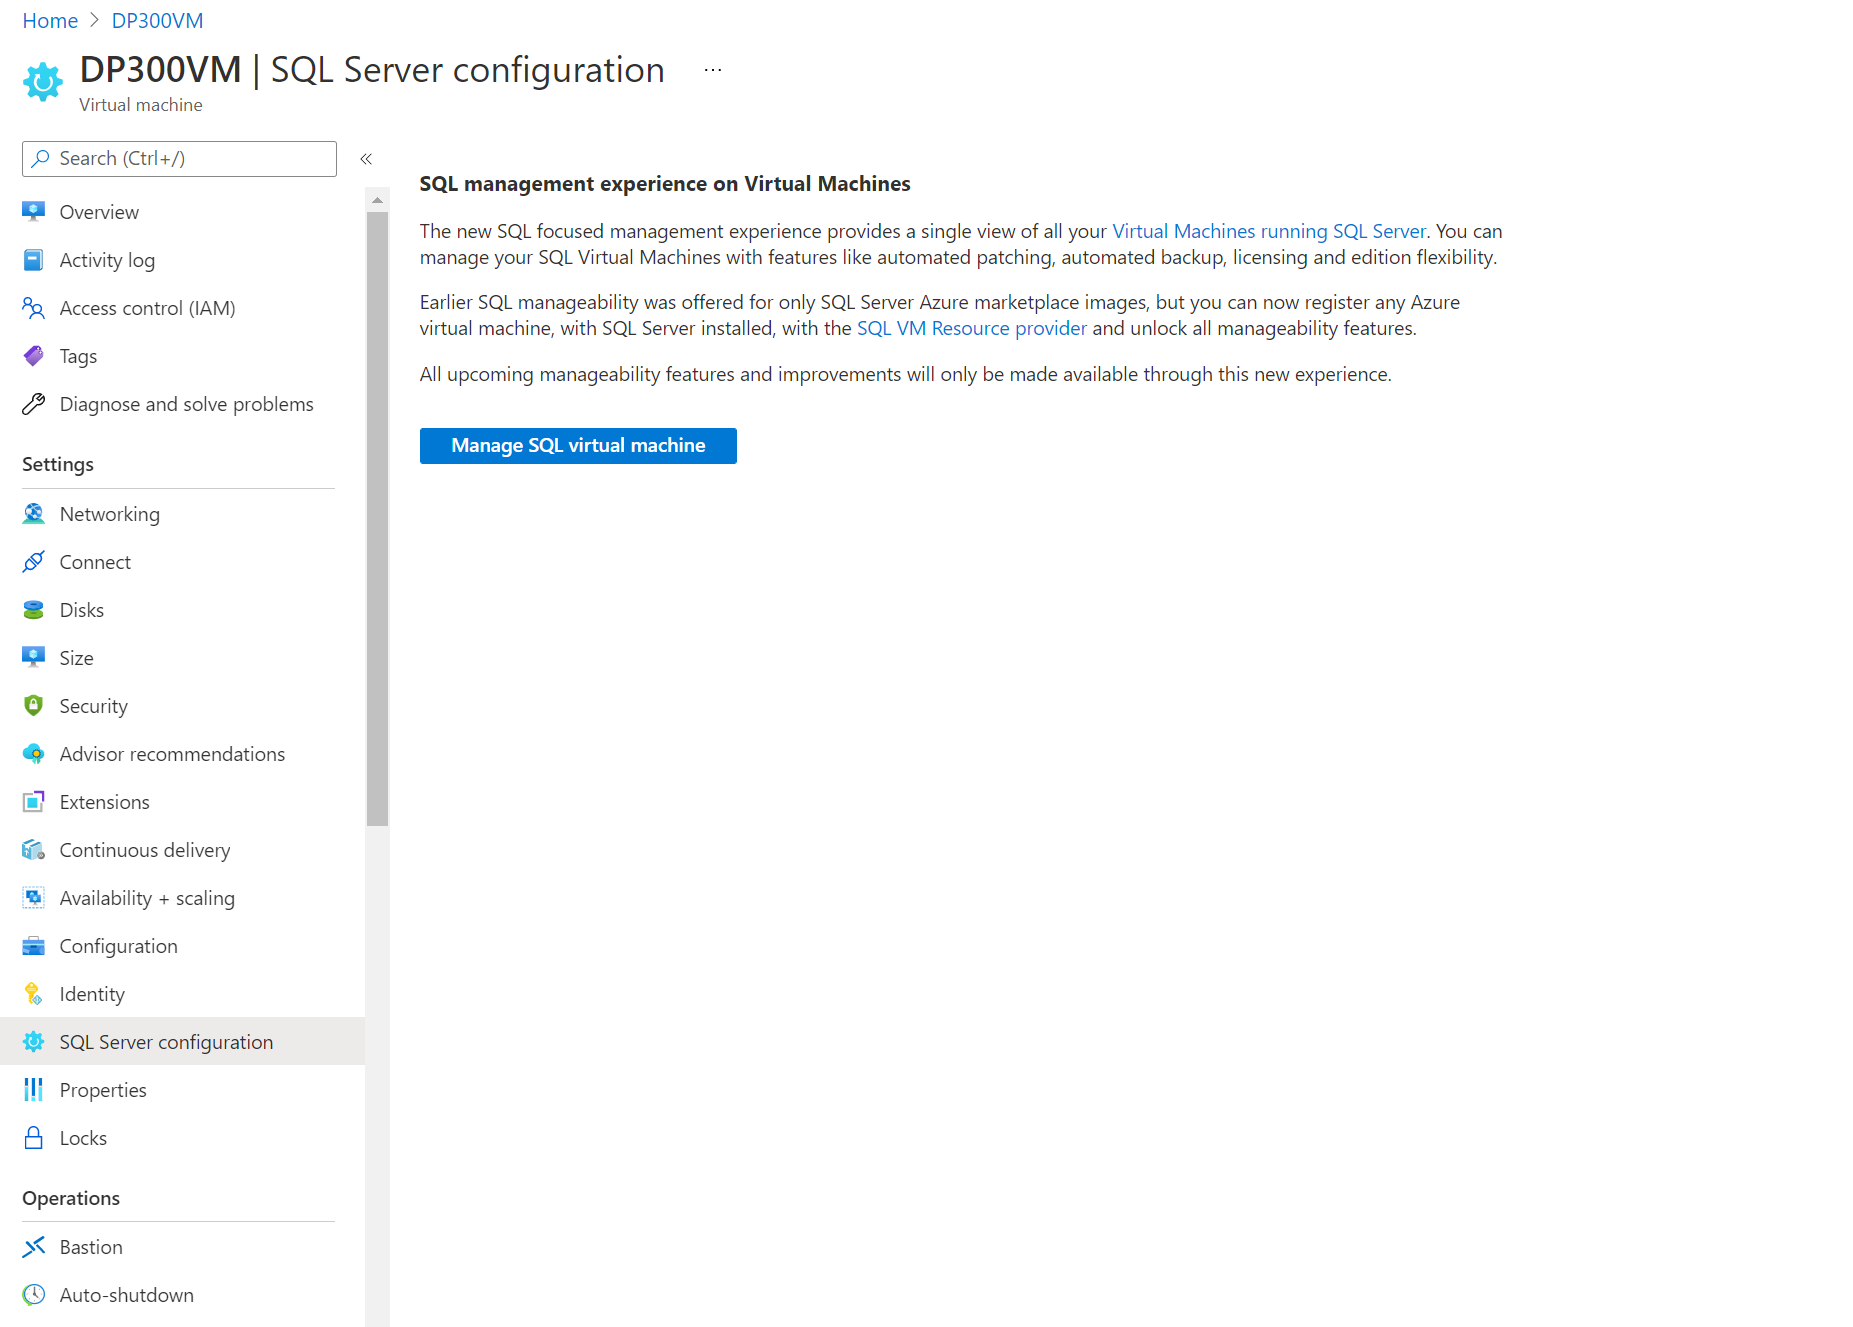 Home > DP300VM
DP300VM | SQL Server configuration ...
Virtual machine
Search (Ctrl+/)
«
Overview
Activity log
Access control (IAM)
Tags
Diagnose and solve problems
Settings
Networking
Connect
Disks
Size
Security
Advisor recommendations
Extensions
Continuous delivery
Availability + scaling
Configuration
Identity
SQL Server configuration
Properties
Locks
Operations
Bastion
Auto-shutdown
SQL management experience on Virtual Machines
The new SQL focused management experience provides a single view of all your Virtual Machines running SQL Server. You can
manage your SQL Virtual Machines with features like automated patching, automated backup, licensing and edition flexibility.
Earlier SQL manageability was offered for only SQL Server Azure marketplace images, but you can now register any Azure
virtual machine, with SQL Server installed, with the SQL VM Resource provider and unlock all manageability features.
All upcoming manageability features and improvements will only be made available through this new experience.
Manage SQL virtual machine